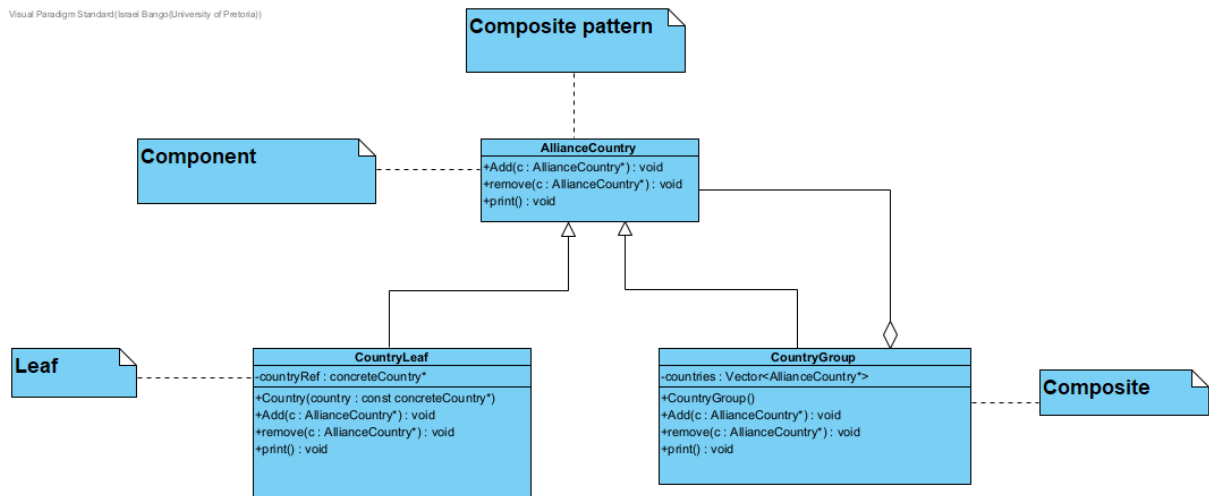 Visual Paradigm Standard(Israel Bango(University of Pretoria))
Composite pattern
Component
AllianceCountry
+Add(c : AllianceCountry*) : void
+remove(c : AllianceCountry*) : void
+print() : void
Leaf
CountryLeaf
-countryRef : concreteCountry*
+Country(country : const concreteCountry*)
+Add(c : AllianceCountry*) : void
+remove(c : AllianceCountry*) : void
+print() : void
CountryGroup
-countries : Vector<AllianceCountry*>
+CountryGroup()
+Add(c : AllianceCountry*) : void
+remove(c : AllianceCountry*) : void
+print() : void
Composite